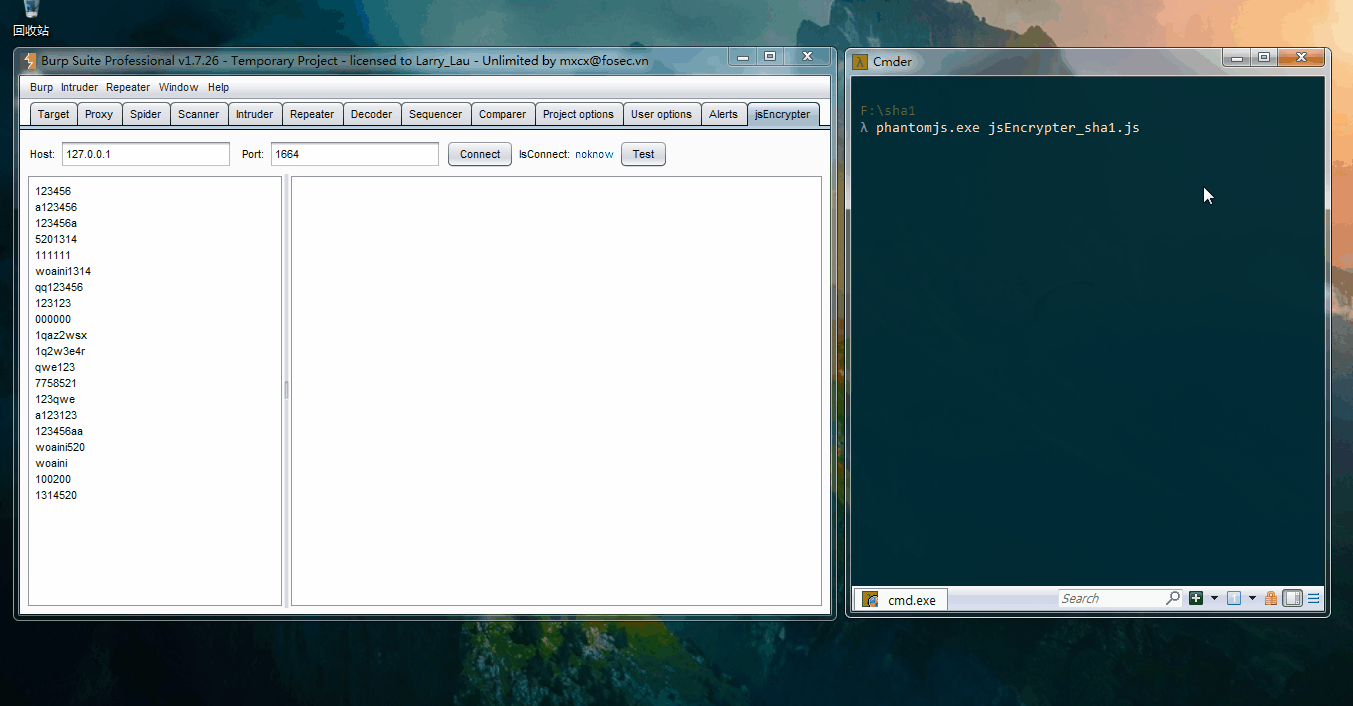 回收站
Burp Suite Professional v1.7.26 - Temporary Project - licensed to Larry_Lau - Unlimited by mxcx@fosec.vn
Burp Intruder Repeater Window Help
Target Proxy Spider Scanner Intruder Repeater Decoder Sequencer Comparer Project options User options Alerts jsEncrypter
Host: 127.0.0.1 Port: 1664 Connect IsConnect: noknow Test
123456
a123456
123456a
5201314
111111
woaini1314
qq123456
123123
000000
1qaz2wsx
1q2w3e4r
qwe123
7758521
123qwe
a123123
123456aa
woaini520
woaini
100200
1314520
Cmder
F:\sha1
λ phantomjs.exe jsEncrypter_sha1.js
cmd.exe
Search